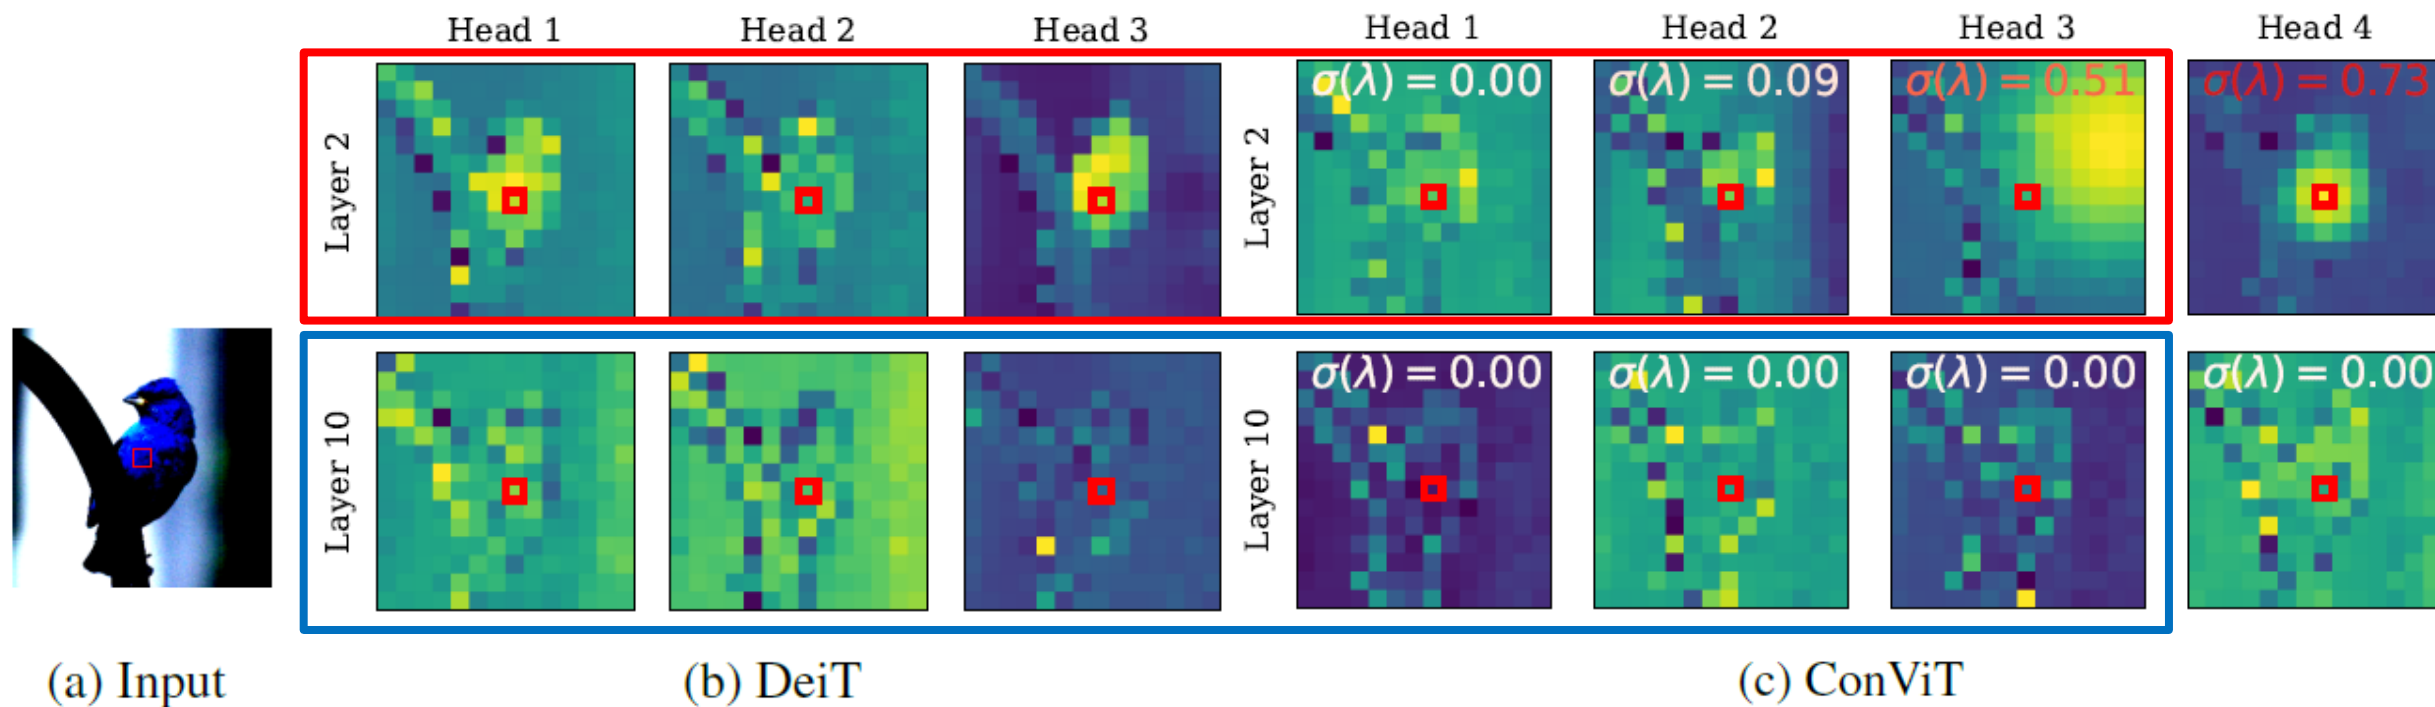 Head 1 Head 2 Head 3 Head 1 Head 2 Head 3 Head 4
Layer 2
Layer 2
σ(λ) = 0.00
σ(λ) = 0.09
σ(λ) = 0.51
σ(λ) = 0.73
Layer 10
Layer 10
σ(λ) = 0.00
σ(λ) = 0.00
σ(λ) = 0.00
σ(λ) = 0.00
(a) Input
(b) DeiT
(c) ConViT